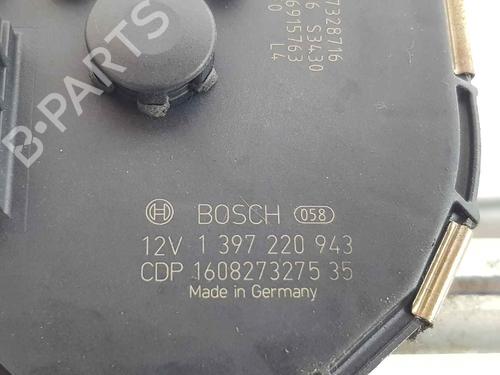 7328716
6 S3430
6915763
L4
0
BOSCH 058
12V 1 397 220 943
CDP 1608273275 35
Made in Germany
B-PARTS